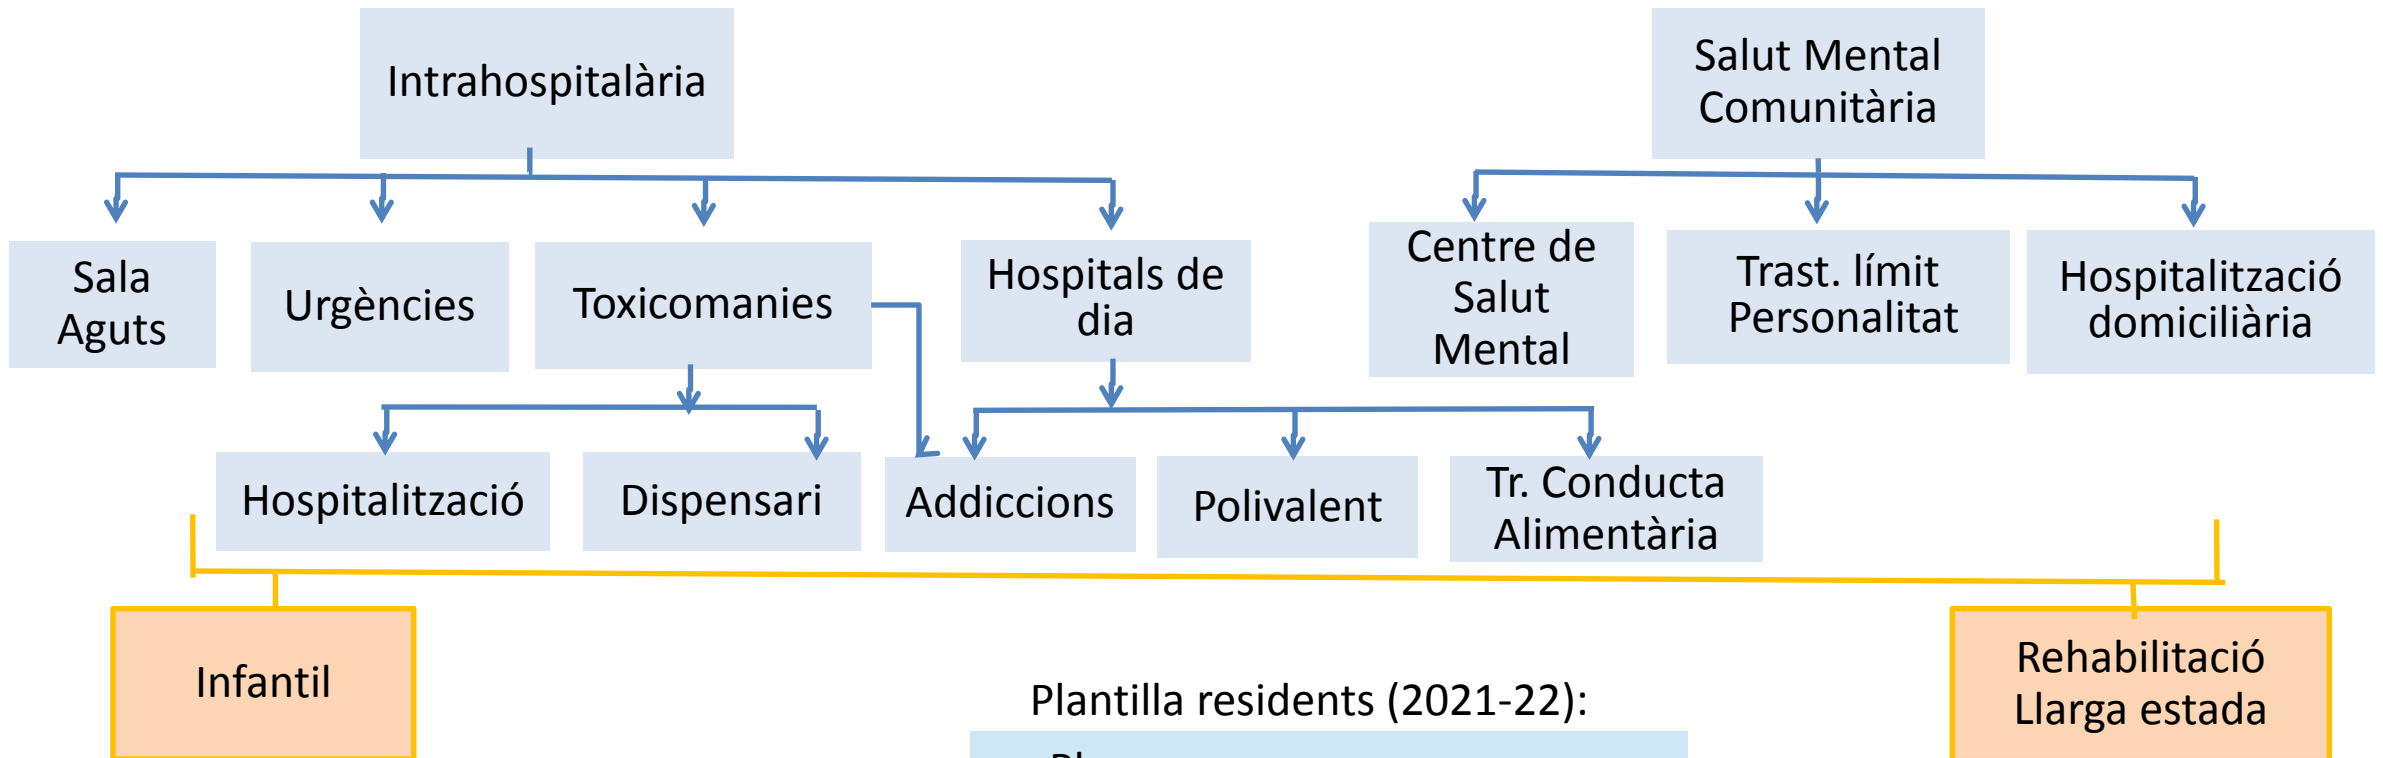 Intrahospitalària
Salut Mental
Comunitària
Sala
Aguts
Urgències
Toxicomanies
Hospitals de
dia
Centre de
Salut
Mental
Trast. límit
Personalitat
Hospitalització
domiciliària
Hospitalització
Dispensari
Addiccions
Polivalent
Tr. Conducta
Alimentària
Infantil
Rehabilitació
Llarga estada
Plantilla residents (2021-22):